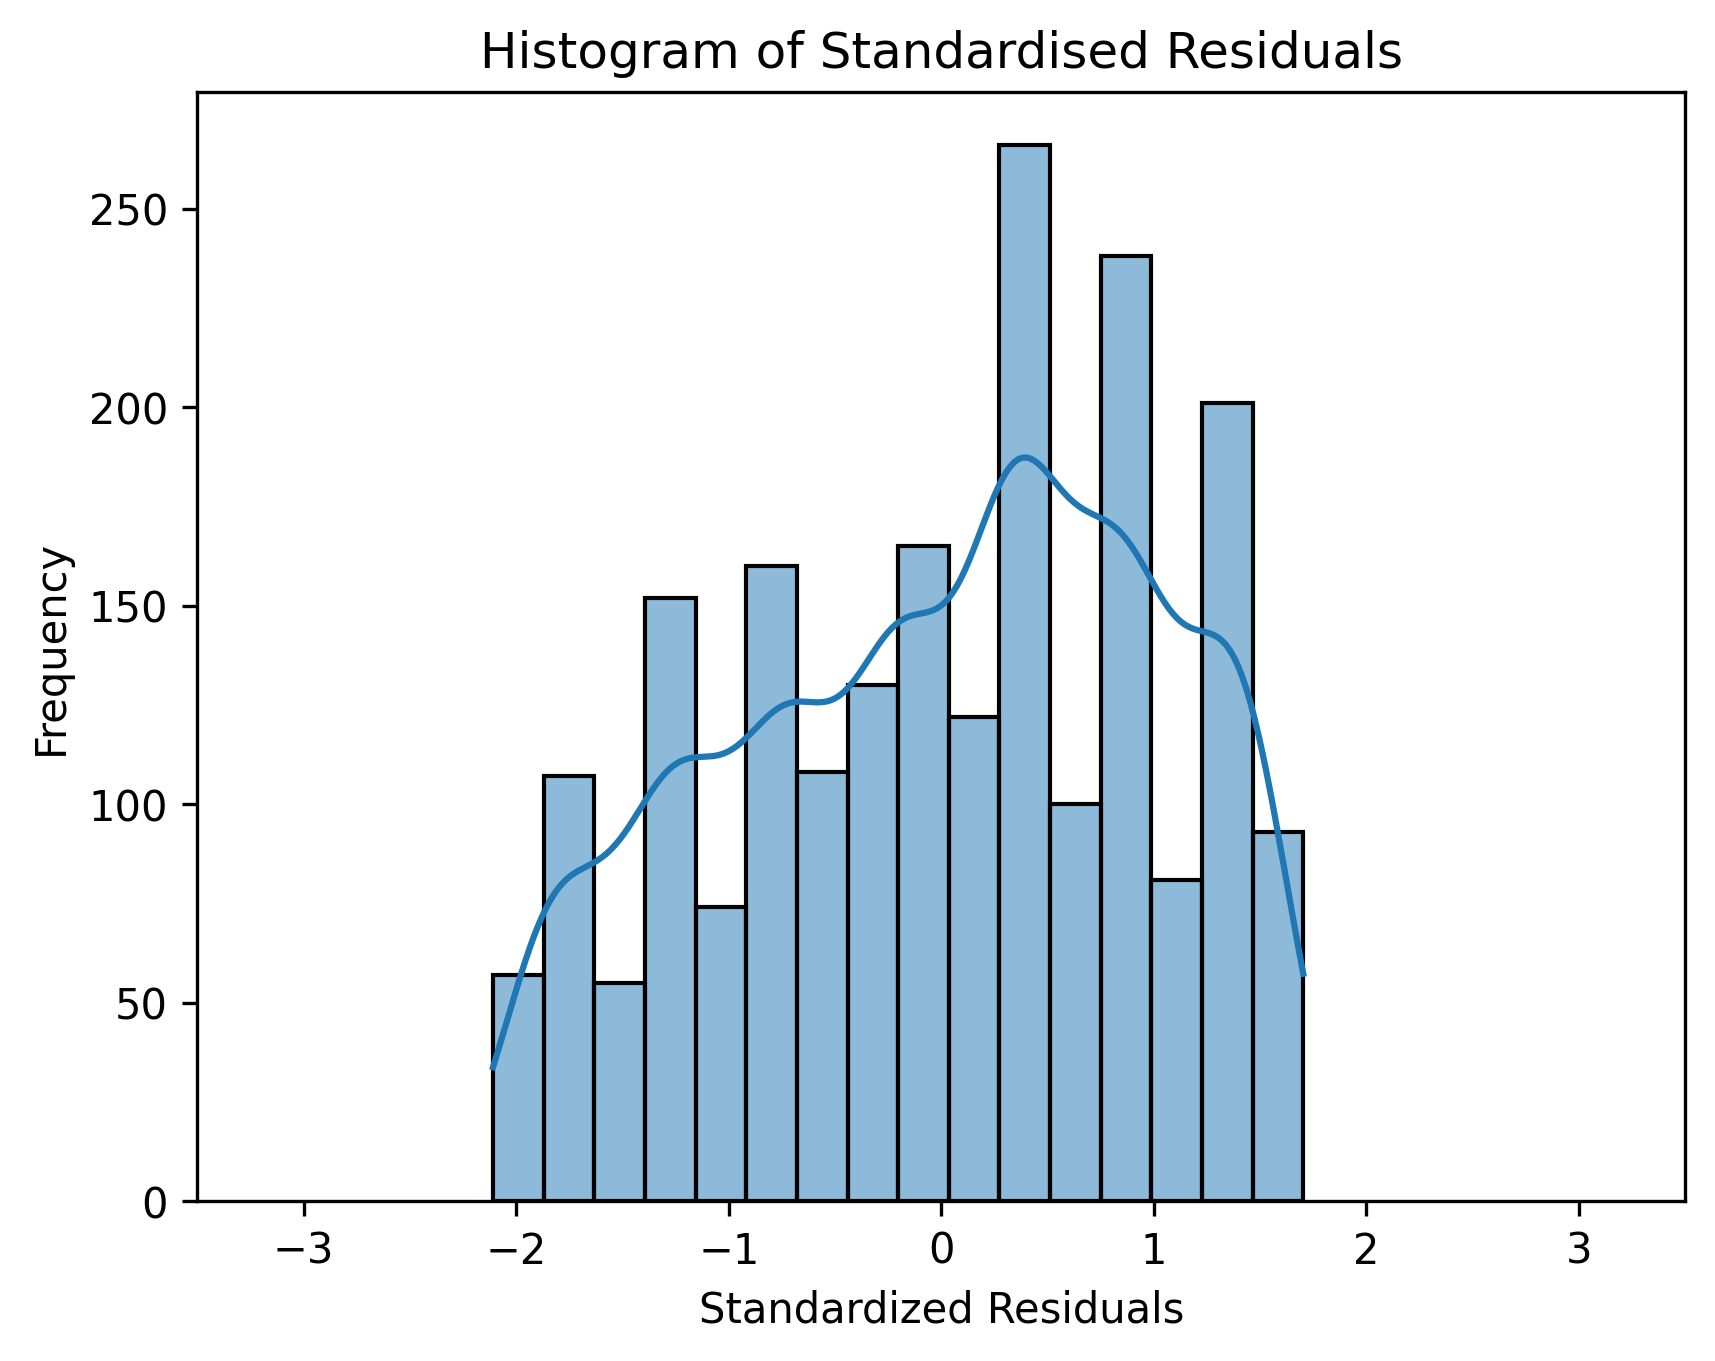 Histogram of Standardised Residuals
Frequency
250
200
150
100
50
0
−3 −2 −1 0 1 2 3
Standardized Residuals